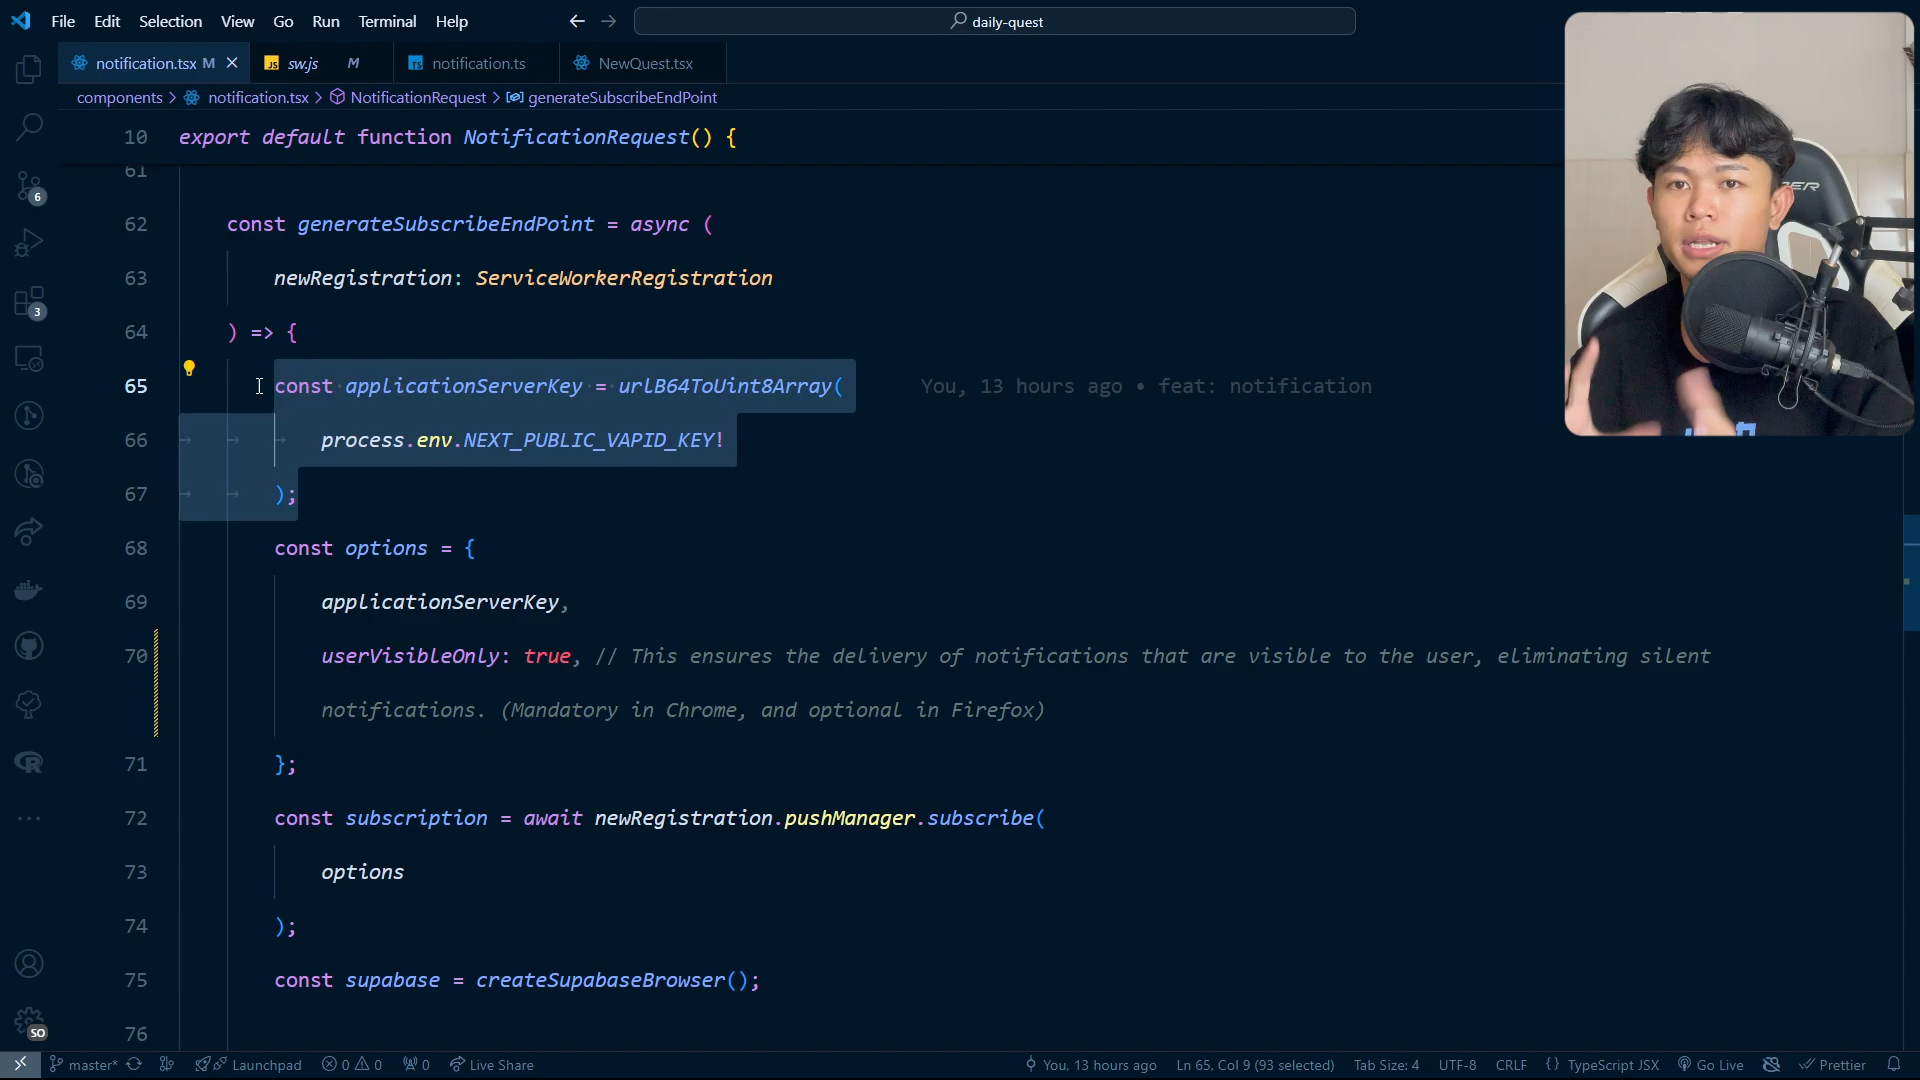 File Edit Selection View Go Run Terminal Help
daily-quest
notification.tsx M
sw.js M
notification.ts
NewQuest.tsx
components > notification.tsx > NotificationRequest > generateSubscribeEndPoint
10 export default function NotificationRequest() {
61
62 const generateSubscribeEndPoint = async (
63 newRegistration: ServiceWorkerRegistration
64 ) => {
65 const applicationServerKey = urlB64ToUint8Array( You, 13 hours ago • feat: notification
66 process.env.NEXT_PUBLIC_VAPID_KEY!
67 );
68 const options = {
69 applicationServerKey,
70 userVisibleOnly: true, // This ensures the delivery of notifications that are visible to the user, eliminating silent
notifications. (Mandatory in Chrome, and optional in Firefox)
71 };
72 const subscription = await newRegistration.pushManager.subscribe(
73 options
74 );
75 const supabase = createSupabaseBrowser();
76
6
3
SO
master* Launchpad 0 0 0 Live Share You, 13 hours ago Ln 65, Col 9 (93 selected) Tab Size: 4 UTF-8 CRLF {} TypeScript JSX Go Live Prettier